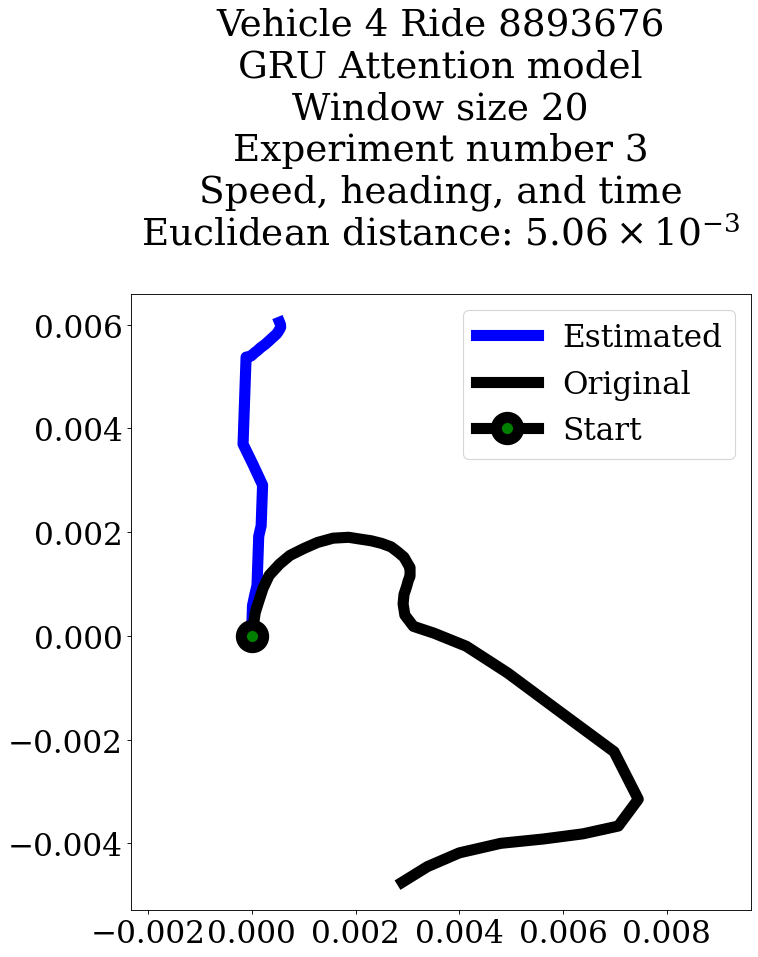 Vehicle 4 Ride 8893676
GRU Attention model
Window size 20
Experiment number 3
Speed, heading, and time
Euclidean distance: 5.06 × 10⁻³
Estimated
Original
Start
0.006
0.004
0.002
0.000
−0.002
−0.004
−0.002 0.000 0.002 0.004 0.006 0.008